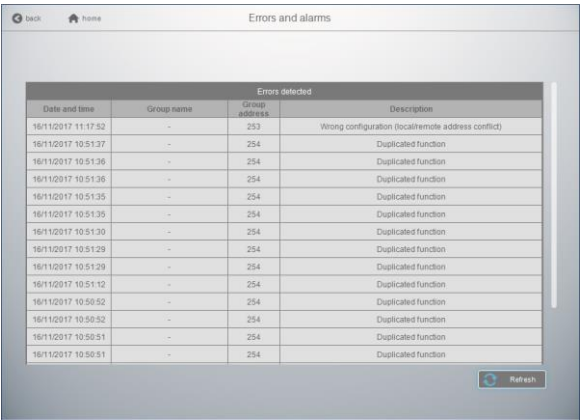 back home Errors and alarms
Errors detected
Date and time Group name Group address Description
16/11/2017 11:17:52 - 253 Wrong configuration (local/remote address conflict)
16/11/2017 10:51:37 - 254 Duplicated function
16/11/2017 10:51:36 - 254 Duplicated function
16/11/2017 10:51:36 - 254 Duplicated function
16/11/2017 10:51:35 - 254 Duplicated function
16/11/2017 10:51:35 - 254 Duplicated function
16/11/2017 10:51:30 - 254 Duplicated function
16/11/2017 10:51:29 - 254 Duplicated function
16/11/2017 10:51:29 - 254 Duplicated function
16/11/2017 10:51:12 - 254 Duplicated function
16/11/2017 10:50:52 - 254 Duplicated function
16/11/2017 10:50:52 - 254 Duplicated function
16/11/2017 10:50:51 - 254 Duplicated function
16/11/2017 10:50:51 - 254 Duplicated function
Refresh